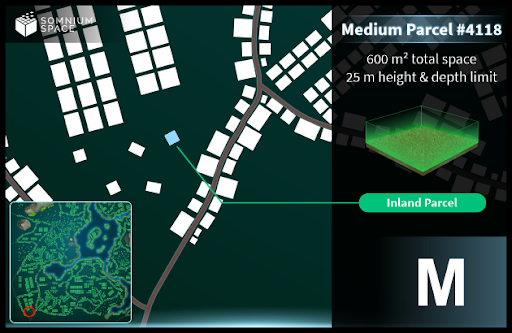 SOMNIUM
SPACE
Medium Parcel #4118
600 m² total space
25 m height & depth limit
Inland Parcel
M